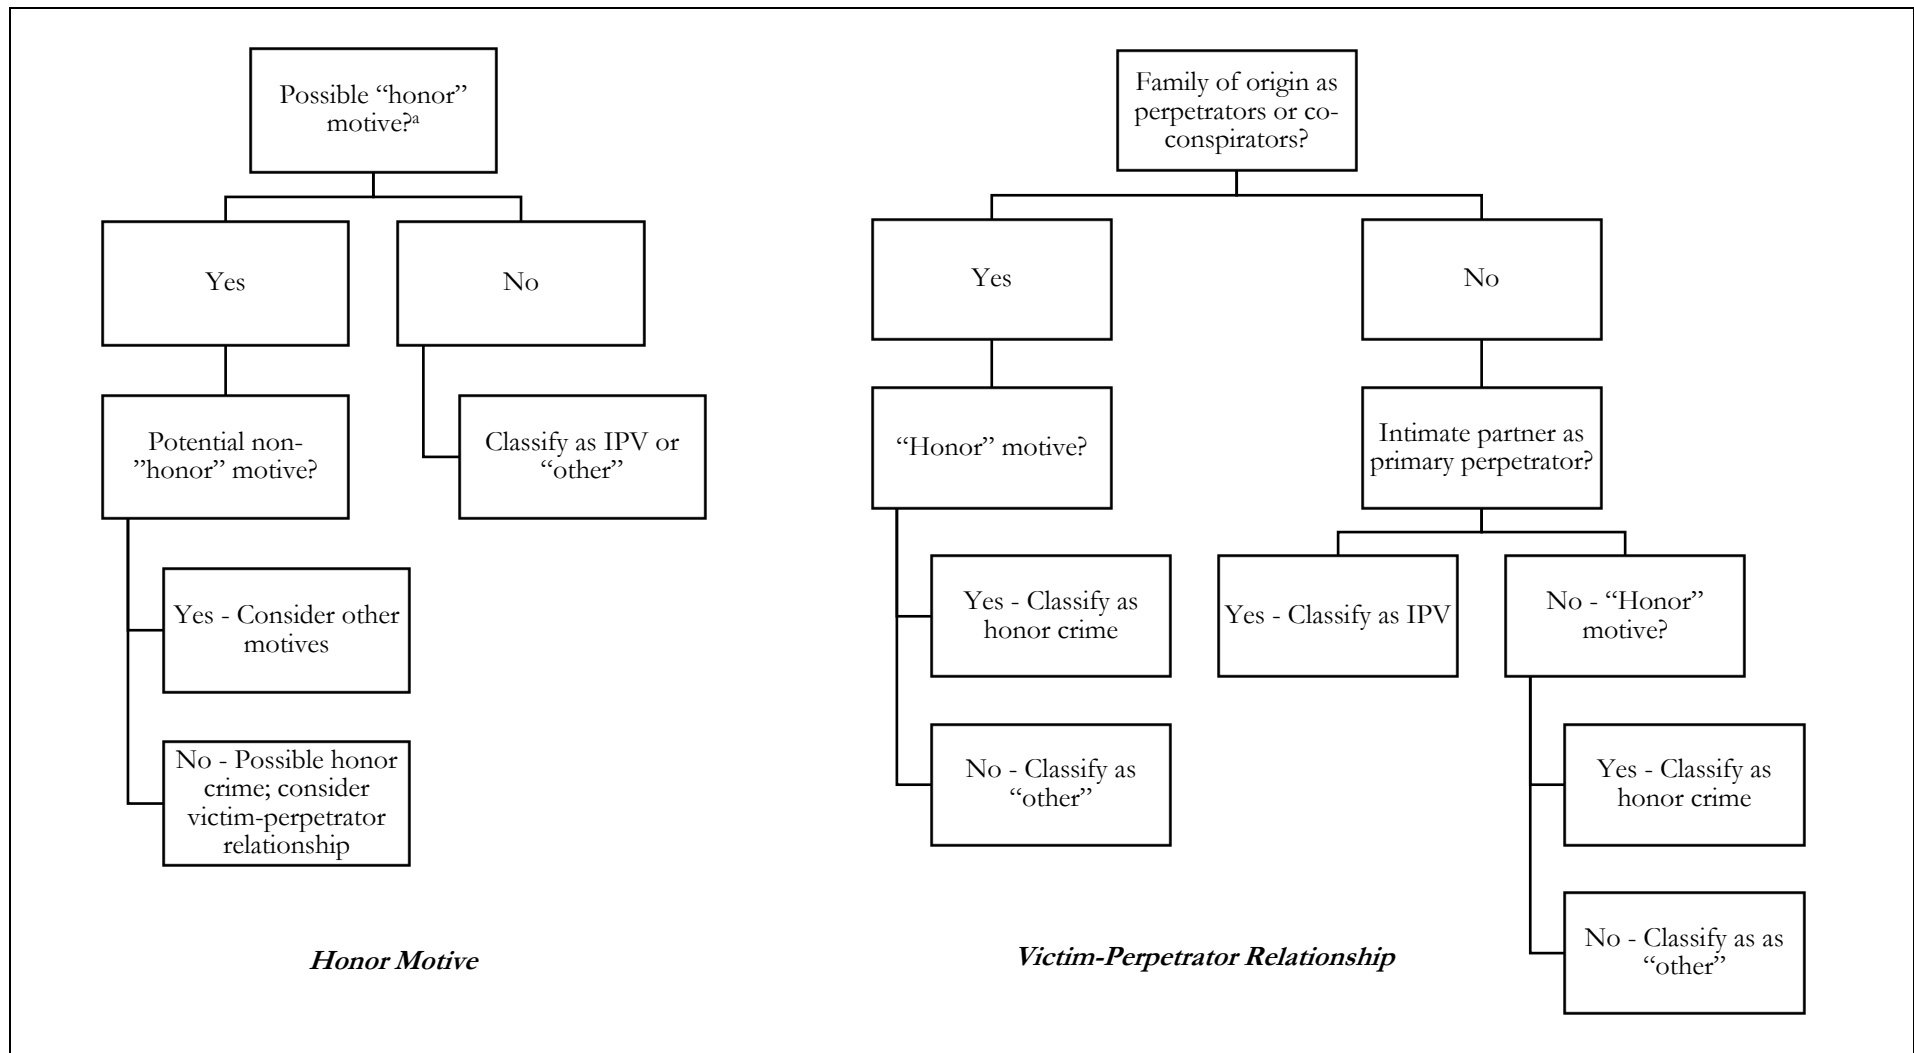 Possible “honor”
motive?ᵃ
Yes
No
Potential non-
”honor” motive?
Classify as IPV or
“other”
Yes - Consider other
motives
No - Possible honor
crime; consider
victim-perpetrator
relationship
Honor Motive
Family of origin as
perpetrators or co-
conspirators?
Yes
No
“Honor” motive?
Intimate partner as
primary perpetrator?
Yes - Classify as
honor crime
No - Classify as
“other”
Yes - Classify as IPV
No - “Honor”
motive?
Yes - Classify as
honor crime
No - Classify as as
“other”
Victim-Perpetrator Relationship